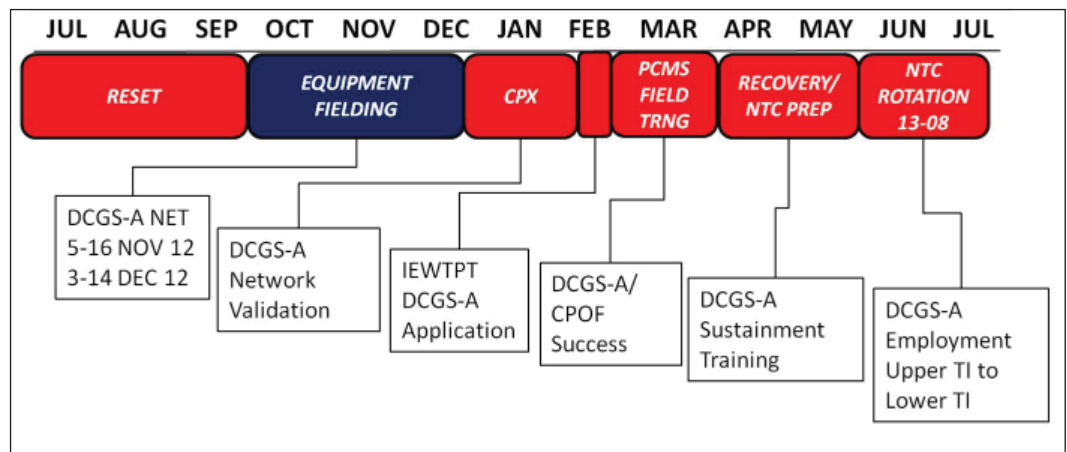 JUL AUG SEP OCT NOV DEC JAN FEB MAR APR MAY JUN JUL
RESET
EQUIPMENT
FIELDING
CPX
PCMS
FIELD
TRNG
RECOVERY/
NTC PREP
NTC
ROTATION
13-08
DCGS-A NET
5-16 NOV 12
3-14 DEC 12
DCGS-A
Network
Validation
IEWTPT
DCGS-A
Application
DCGS-A/
CPOF
Success
DCGS-A
Sustainment
Training
DCGS-A
Employment
Upper TI to
Lower TI